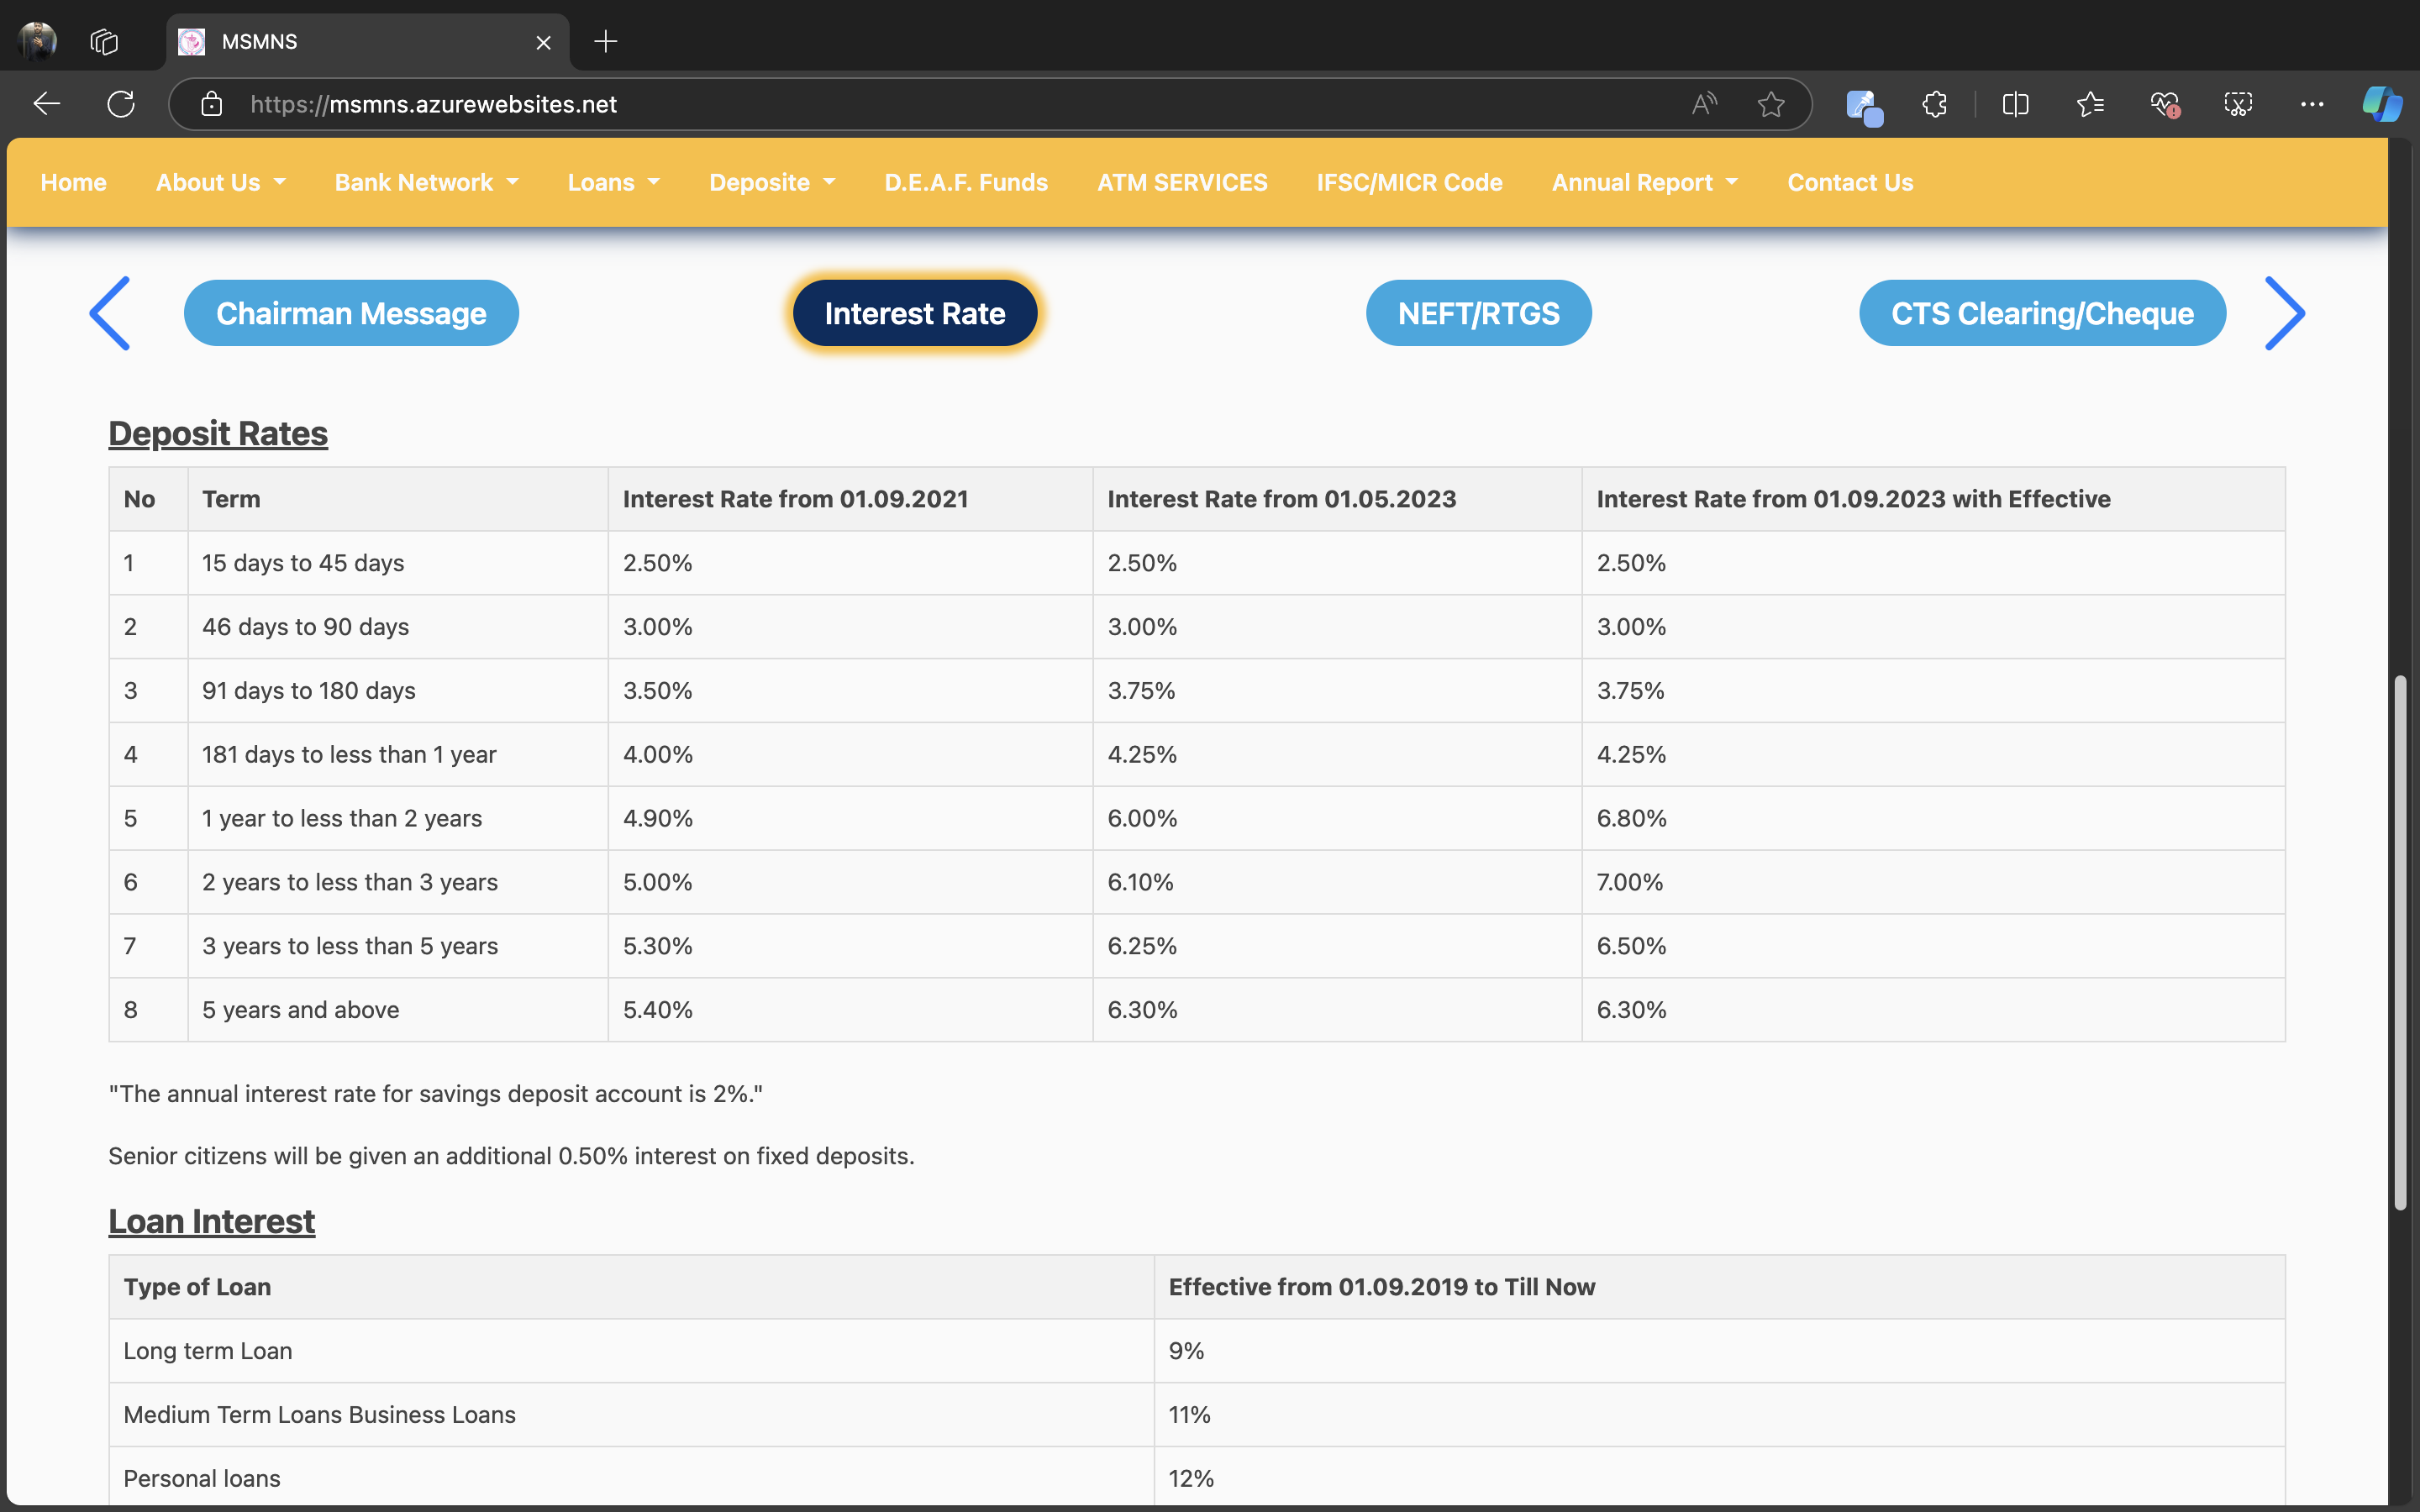 MSMNS
https://msmns.azurewebsites.net
Home About Us Bank Network Loans Deposite D.E.A.F. Funds ATM SERVICES IFSC/MICR Code Annual Report Contact Us
Chairman Message Interest Rate NEFT/RTGS CTS Clearing/Cheque
Deposit Rates
No Term Interest Rate from 01.09.2021 Interest Rate from 01.05.2023 Interest Rate from 01.09.2023 with Effective
1 15 days to 45 days 2.50% 2.50% 2.50%
2 46 days to 90 days 3.00% 3.00% 3.00%
3 91 days to 180 days 3.50% 3.75% 3.75%
4 181 days to less than 1 year 4.00% 4.25% 4.25%
5 1 year to less than 2 years 4.90% 6.00% 6.80%
6 2 years to less than 3 years 5.00% 6.10% 7.00%
7 3 years to less than 5 years 5.30% 6.25% 6.50%
8 5 years and above 5.40% 6.30% 6.30%
"The annual interest rate for savings deposit account is 2%."
Senior citizens will be given an additional 0.50% interest on fixed deposits.
Loan Interest
Type of Loan Effective from 01.09.2019 to Till Now
Long term Loan 9%
Medium Term Loans Business Loans 11%
Personal loans 12%